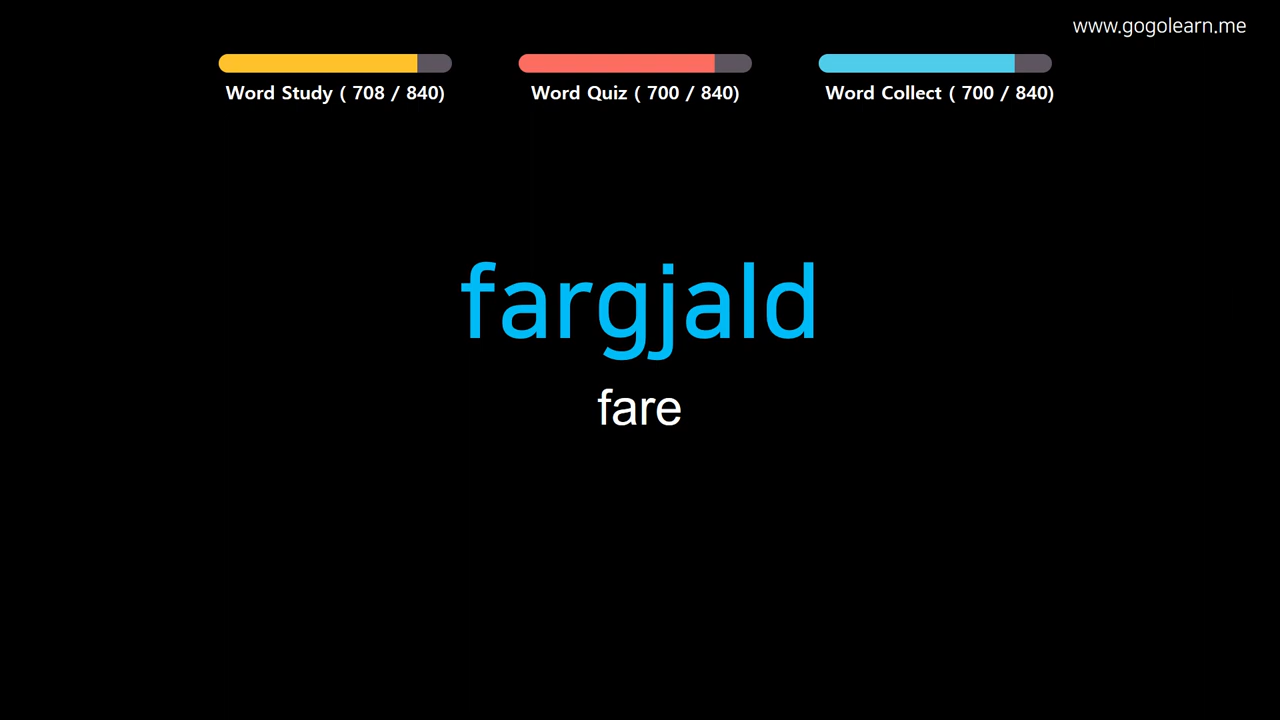 www.gogolearn.me
Word Study ( 708 / 840)
Word Quiz ( 700 / 840)
Word Collect ( 700 / 840)
fargjald
fare